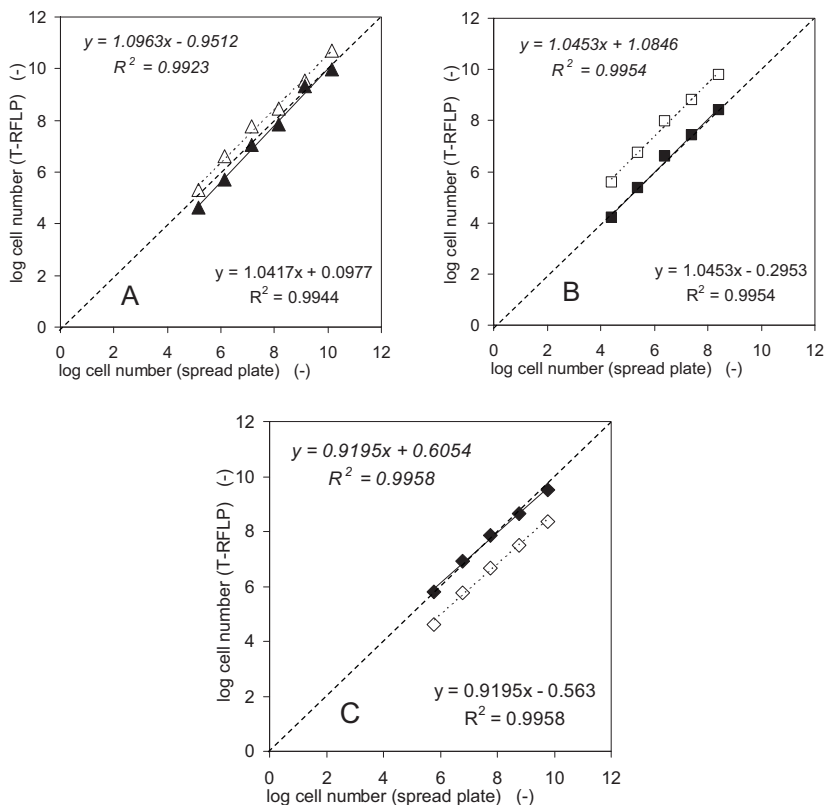 12
10
8
6
4
2
0
log cell number (T-RFLP) (-)
y = 1.0963x - 0.9512
R² = 0.9923
A
y = 1.0417x + 0.0977
R² = 0.9944
0 2 4 6 8 10 12
log cell number (spread plate) (-)
12
10
8
6
4
2
0
log cell number (T-RFLP) (-)
y = 1.0453x + 1.0846
R² = 0.9954
B
y = 1.0453x - 0.2953
R² = 0.9954
0 2 4 6 8 10 12
log cell number (spread plate) (-)
12
10
8
6
4
2
0
log cell number (T-RFLP) (-)
y = 0.9195x + 0.6054
R² = 0.9958
C
y = 0.9195x - 0.563
R² = 0.9958
0 2 4 6 8 10 12
log cell number (spread plate) (-)